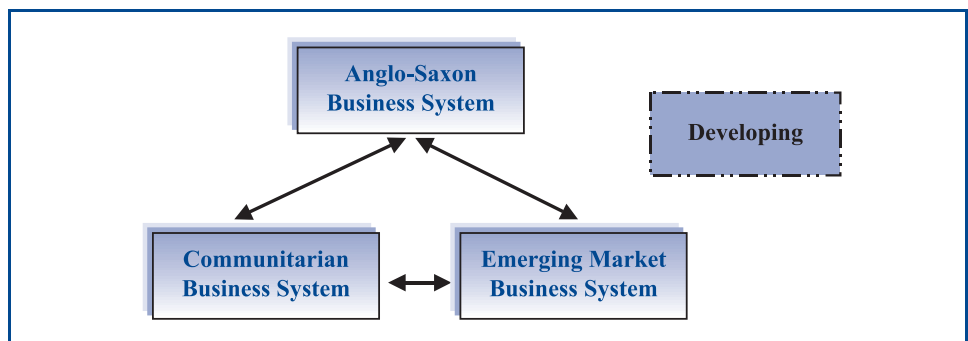 Anglo-Saxon
Business System
Developing
Communitarian
Business System
Emerging Market
Business System